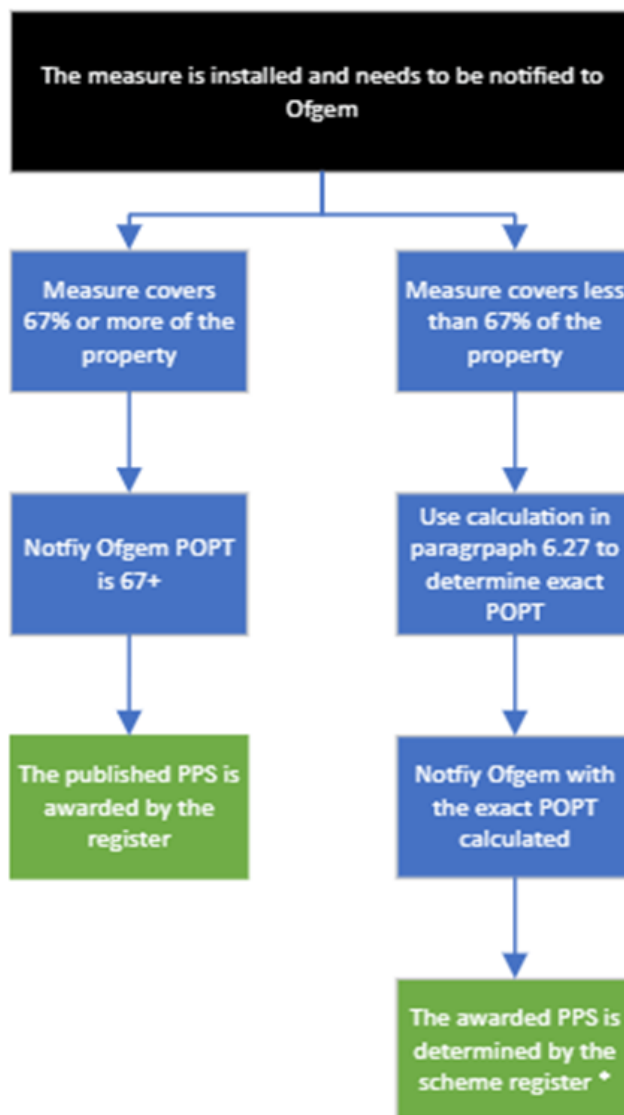 The measure is installed and needs to be notified to
Ofgem
Measure covers
67% or more of the
property
Measure covers less
than 67% of the
property
Notfiy Ofgem POPT
is 67+
Use calculation in
paragrpaph 6.27 to
determine exact
POPT
The published PPS is
awarded by the
register
Notfiy Ofgem with
the exact POPT
calculated
The awarded PPS is
determined by the
scheme register *